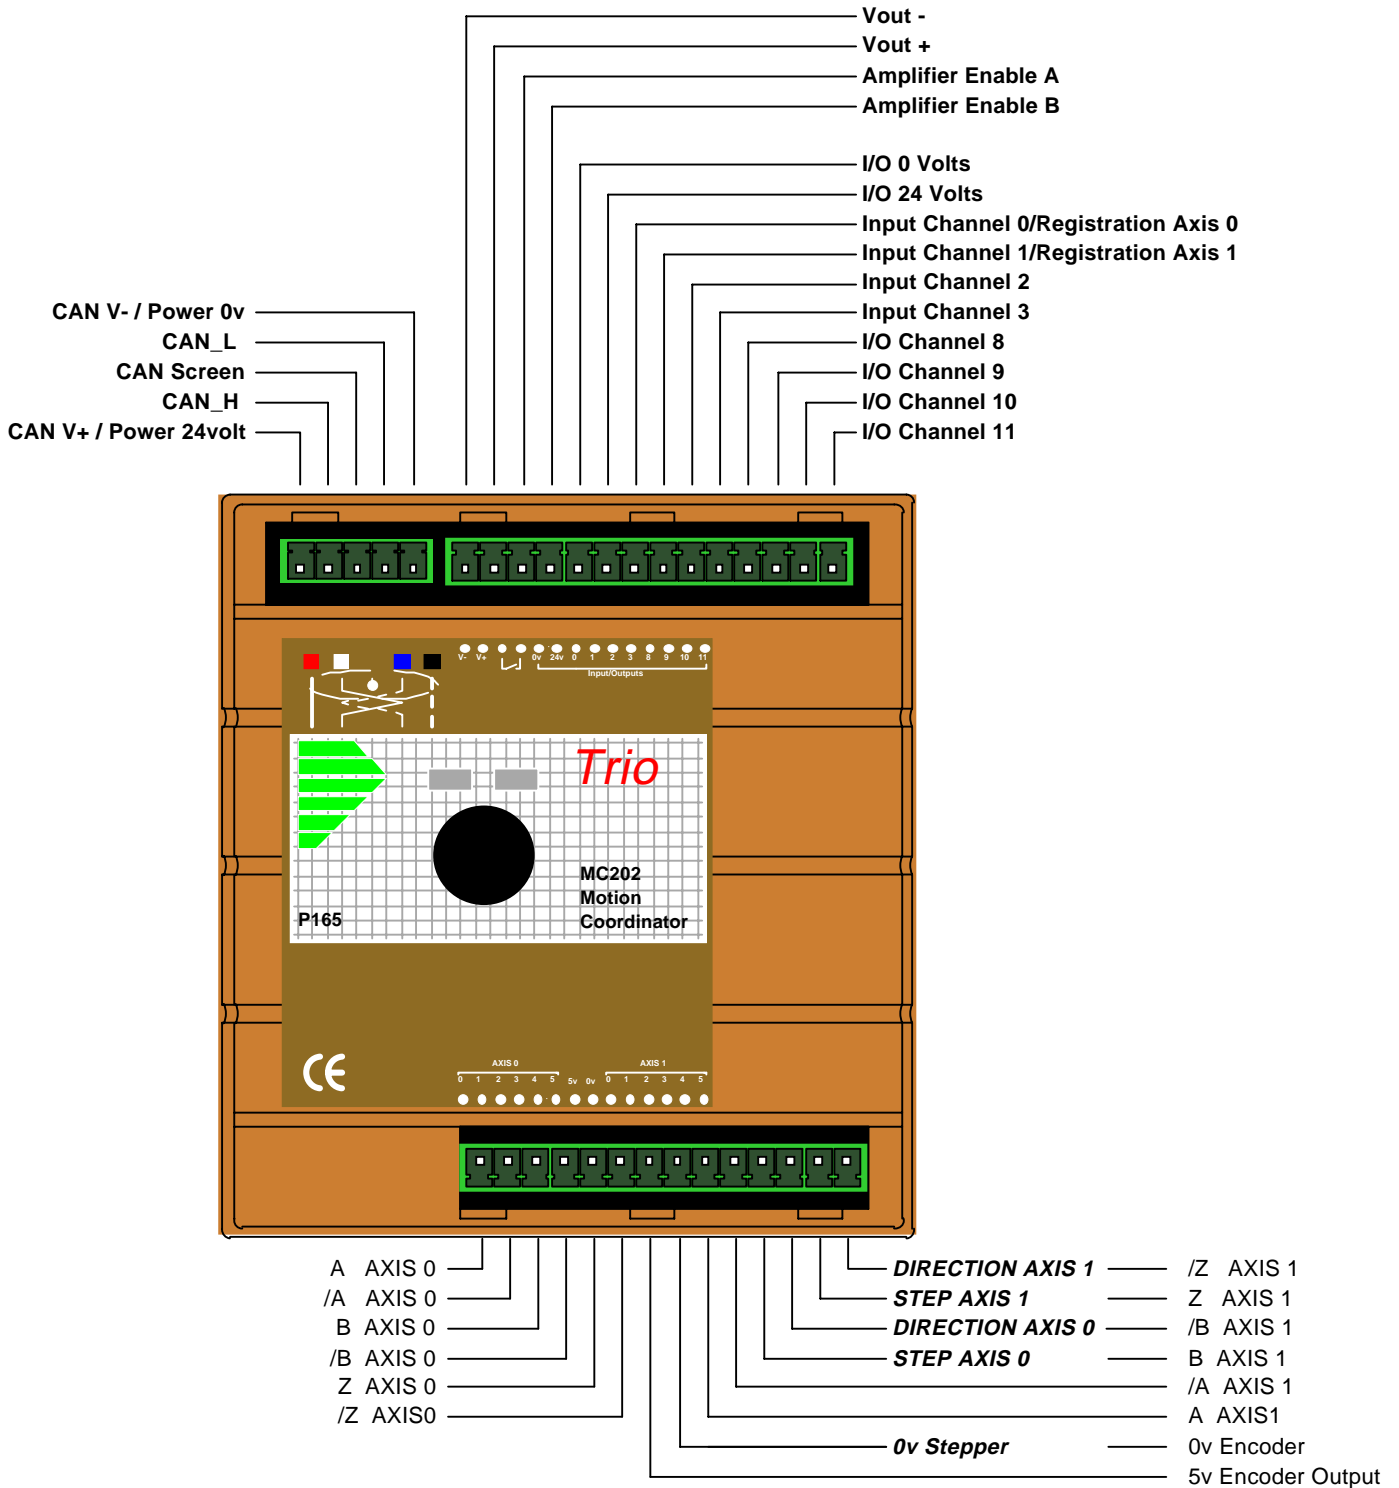 Vout -
Vout +
Amplifier Enable A
Amplifier Enable B
I/O 0 Volts
I/O 24 Volts
Input Channel 0/Registration Axis 0
Input Channel 1/Registration Axis 1
Input Channel 2
Input Channel 3
I/O Channel 8
I/O Channel 9
I/O Channel 10
I/O Channel 11
CAN V- / Power 0v
CAN_L
CAN Screen
CAN_H
CAN V+ / Power 24volt
V- V+ 0v 24v 0 1 2 3 8 9 10 11
Input/Outputs
Trio
MC202
Motion
Coordinator
P165
CE
AXIS 0 AXIS 1
0 1 2 3 4 5 5v 0v 0 1 2 3 4 5
A AXIS 0
/A AXIS 0
B AXIS 0
/B AXIS 0
Z AXIS 0
/Z AXIS0
DIRECTION AXIS 1 /Z AXIS 1
STEP AXIS 1 Z AXIS 1
DIRECTION AXIS 0 /B AXIS 1
STEP AXIS 0 B AXIS 1
/A AXIS 1
A AXIS1
0v Stepper 0v Encoder
5v Encoder Output